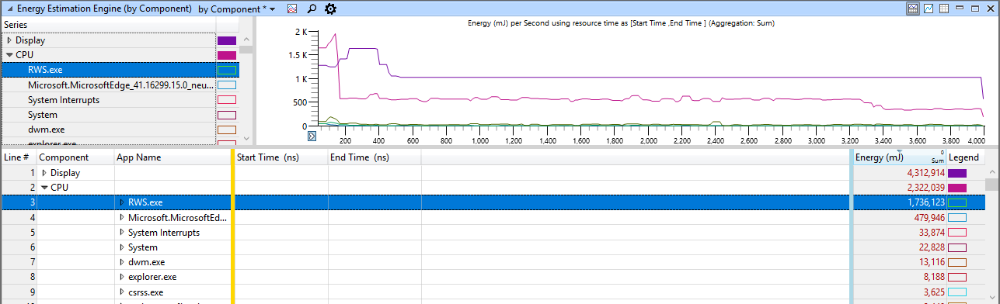 Energy Estimation Engine (by Component) by Component *
Series
Display
CPU
RWS.exe
Microsoft.MicrosoftEdge_41.16299.15.0_neu...
System Interrupts
System
dwm.exe
explorer.exe
Energy (mJ) per Second using resource time as [Start Time ,End Time ] (Aggregation: Sum)
2 K
1.5 K
1 K
500
0
200 400 600 800 1,000 1,200 1,400 1,600 1,800 2,000 2,200 2,400 2,600 2,800 3,000 3,200 3,400 3,600 3,800 4,000
Line # Component App Name Start Time (ns) End Time (ns) Energy (mJ) 0 Sum Legend
1 Display 4,312,914
2 CPU 2,322,039
3 RWS.exe 1,736,123
4 Microsoft.MicrosoftEd... 479,946
5 System Interrupts 33,874
6 System 22,828
7 dwm.exe 13,116
8 explorer.exe 8,188
9 csrss.exe 3,625